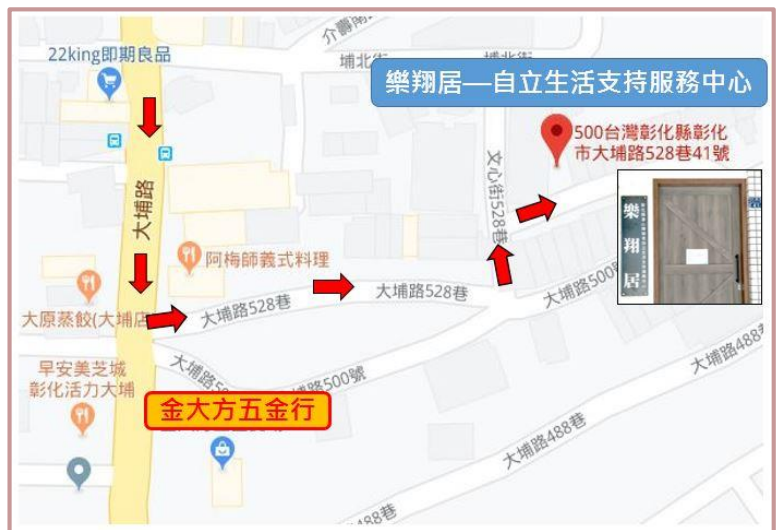 介壽南
22king即期良品
埔北街
埔北街
樂翔居—自立生活支持服務中心
500台灣彰化縣彰化
市大埔路528巷41號
文心街528巷
大埔路
樂
翔
居
阿梅師義式料理
大埔路528巷
大埔路528巷
大埔路500
大原蒸餃(大埔店
大埔路488巷
早安美芝城
彰化活力大埔
大埔路5
路500號
金大方五金行
大埔路488巷
488巷